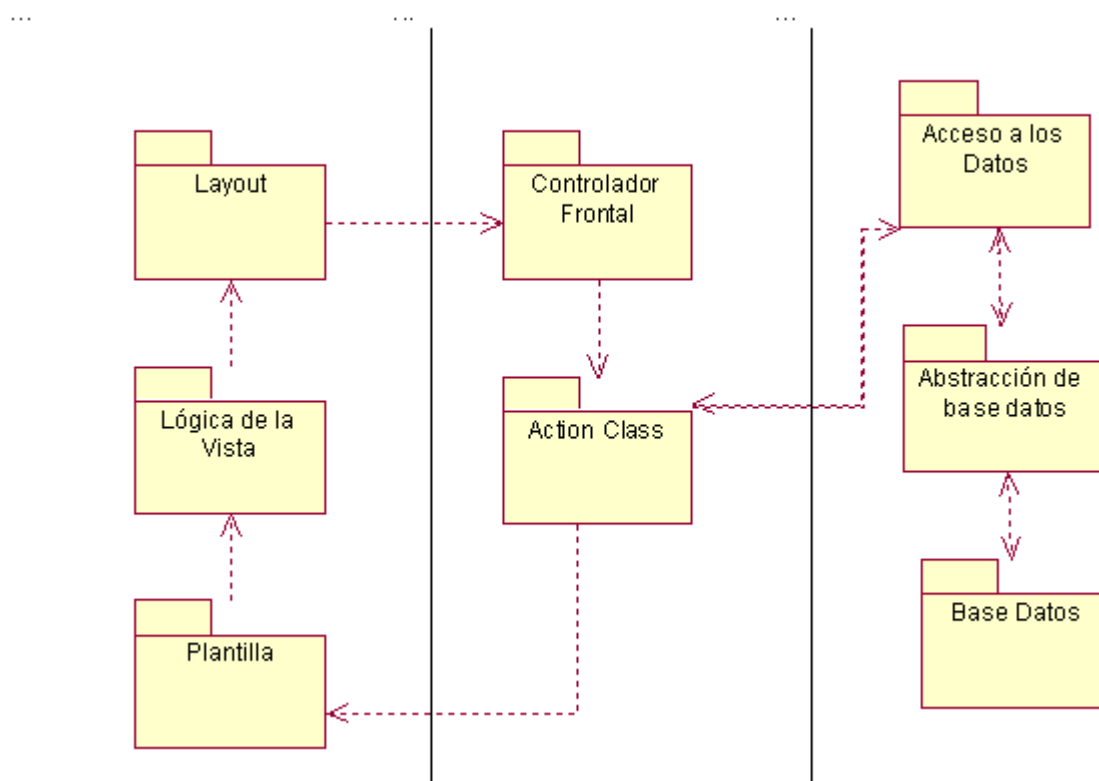 ... ... ...
Layout
Lógica de la
Vista
Plantilla
Controlador
Frontal
Action Class
Acceso a los
Datos
Abstracción de
base datos
Base Datos